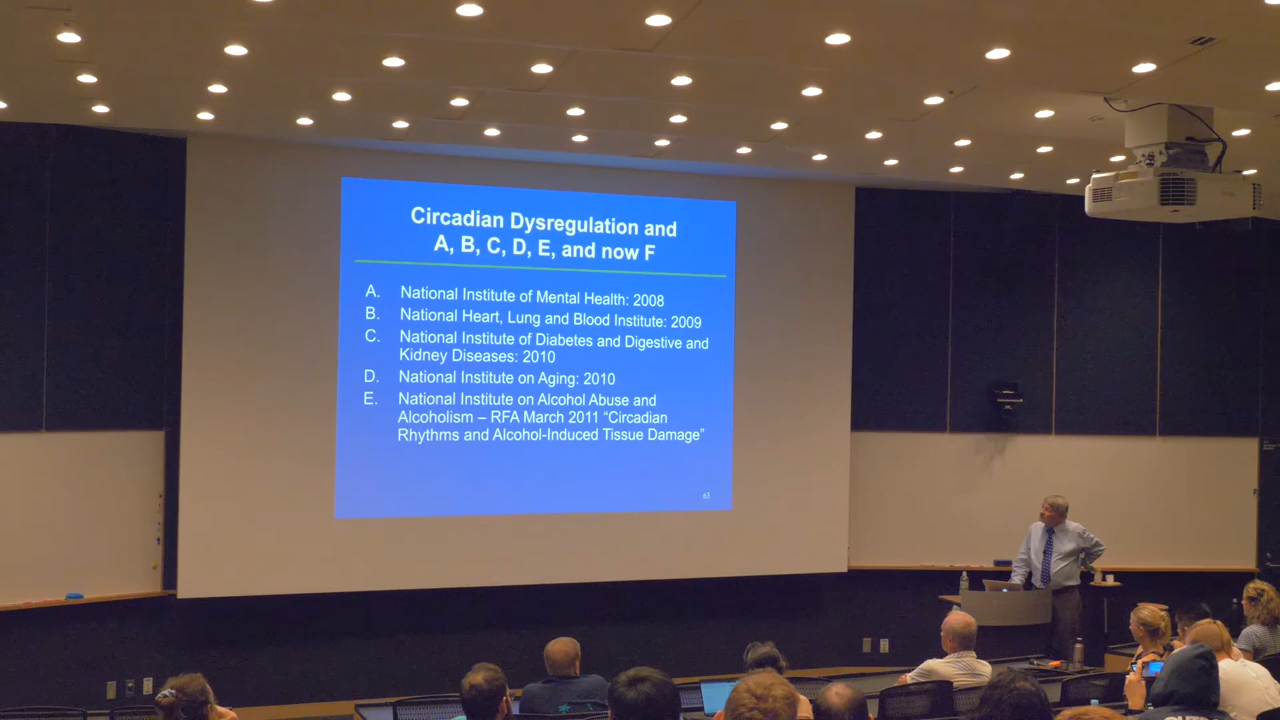 Circadian Dysregulation and
A, B, C, D, E, and now F
A. National Institute of Mental Health: 2008
B. National Heart, Lung and Blood Institute: 2009
C. National Institute of Diabetes and Digestive and
Kidney Diseases: 2010
D. National Institute on Aging: 2010
E. National Institute on Alcohol Abuse and
Alcoholism – RFA March 2011 “Circadian
Rhythms and Alcohol-Induced Tissue Damage”
63